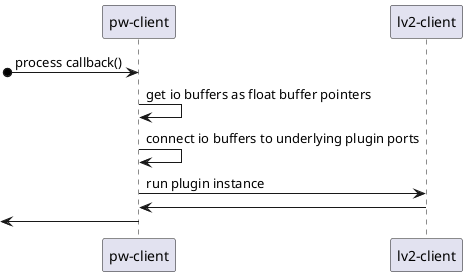 pw-client
lv2-client
process callback()
get io buffers as float buffer pointers
connect io buffers to underlying plugin ports
run plugin instance
pw-client
lv2-client